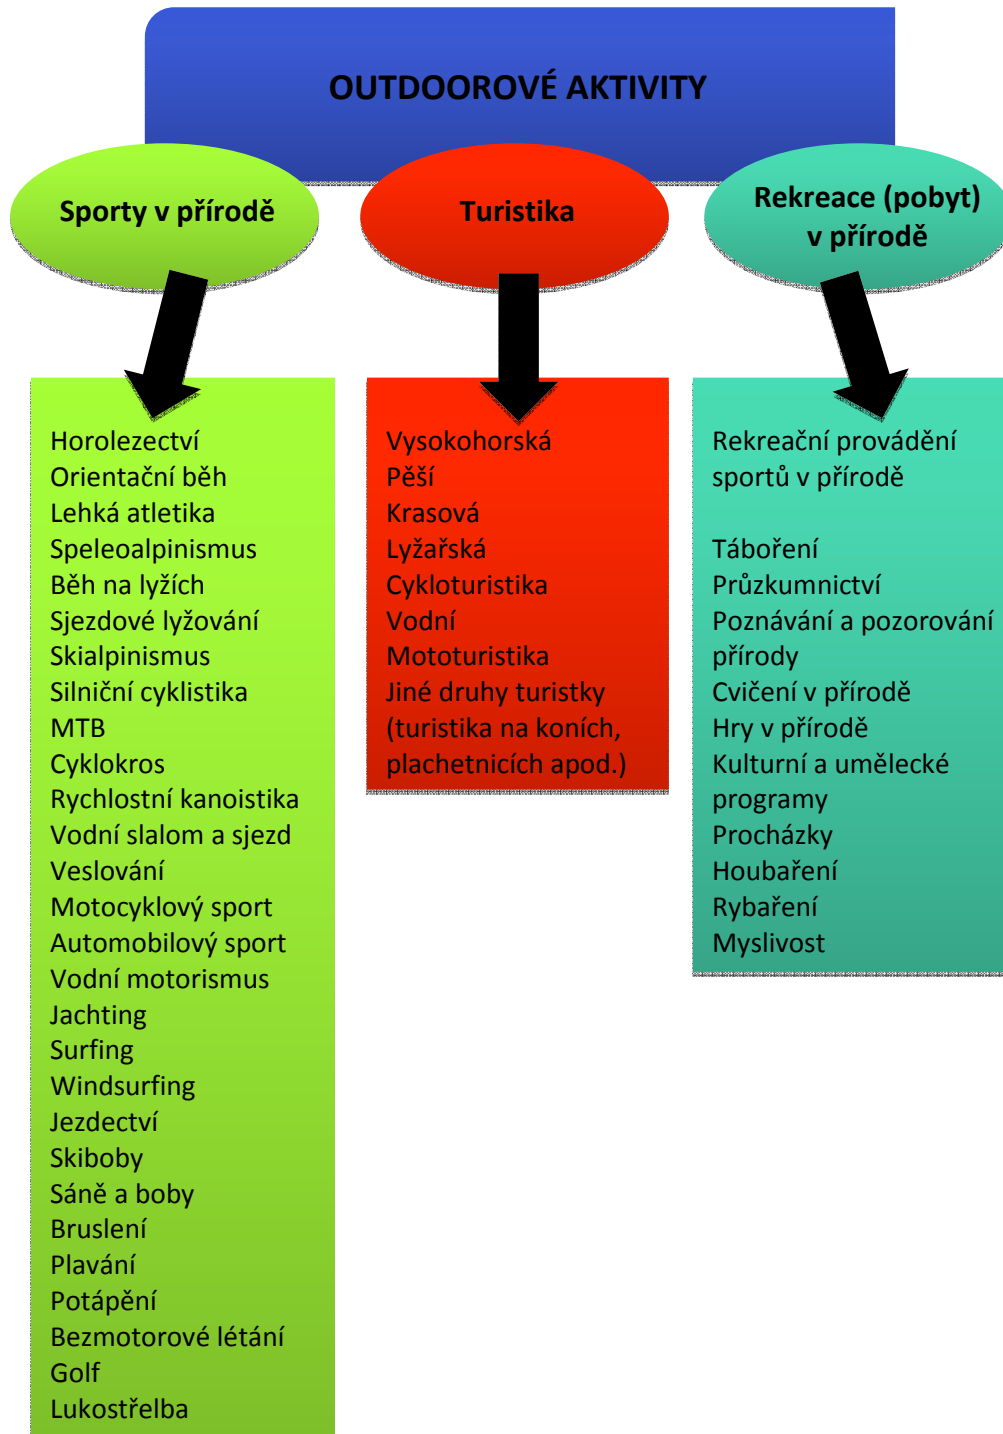 OUTDOOROVÉ AKTIVITY
Sporty v přírodě
Turistika
Rekreace (pobyt)
v přírodě
Horolezectví
Orientační běh
Lehká atletika
Speleoalpinismus
Běh na lyžích
Sjezdové lyžování
Skialpinismus
Silniční cyklistika
MTB
Cyklokros
Rychlostní kanoistika
Vodní slalom a sjezd
Veslování
Motocyklový sport
Automobilový sport
Vodní motorismus
Jachting
Surfing
Windsurfing
Jezdectví
Skiboby
Sáně a boby
Bruslení
Plavání
Potápění
Bezmotorové létání
Golf
Lukostřelba
Vysokohorská
Pěší
Krasová
Lyžařská
Cykloturistika
Vodní
Mototuristika
Jiné druhy turistky
(turistika na koních,
plachetnicích apod.)
Rekreační provádění
sportů v přírodě
Táboření
Průzkumnictví
Poznávání a pozorování
přírody
Cvičení v přírodě
Hry v přírodě
Kulturní a umělecké
programy
Procházky
Houbaření
Rybaření
Myslivost